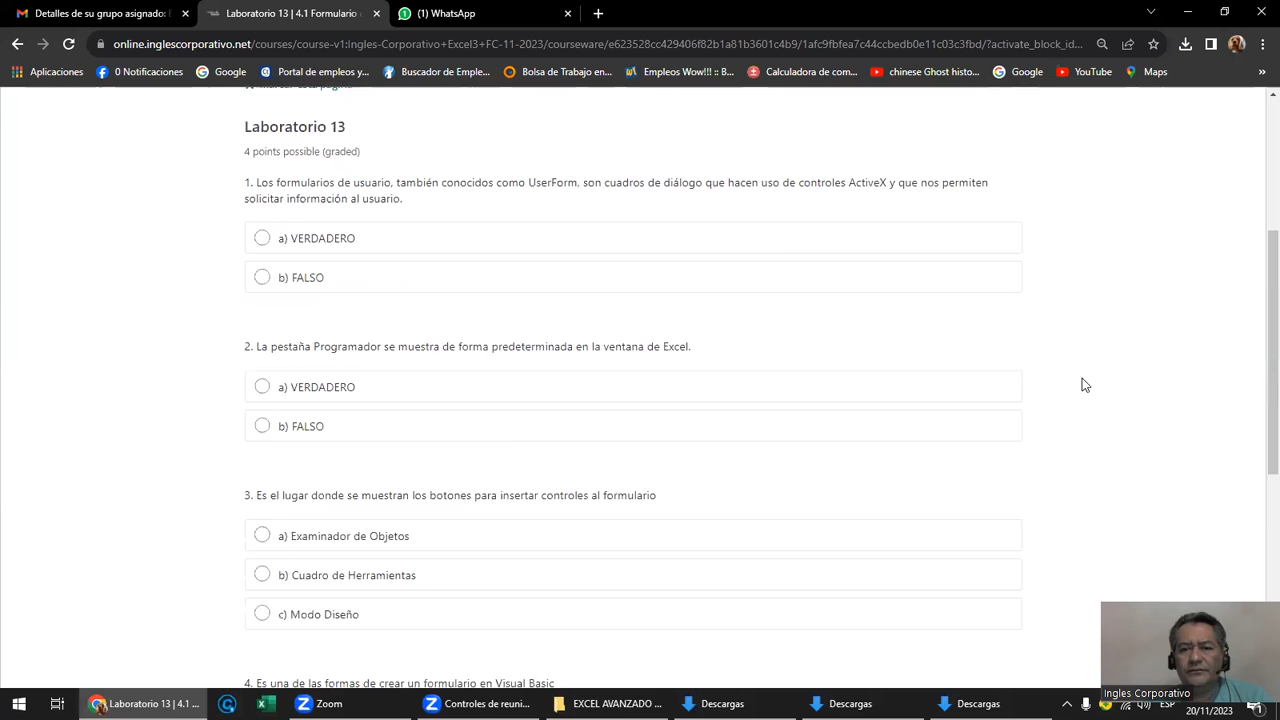 Detalles de su grupo asignado: E
Laboratorio 13 | 4.1 Formulario
(1) WhatsApp
online.inglescorporativo.net/courses/course-v1:Ingles-Corporativo+Excel3+FC-11-2023/courseware/e623528cc429406f82b1a81b3601c4b9/1afc9fbfea7c44ccbedb0e11c03c3fbd/?activate_block_id...
Aplicaciones
0 Notificaciones
Google
Portal de empleos y...
Buscador de Emple...
Bolsa de Trabajo en...
Empleos Wow!!! :: B...
Calculadora de com...
chinese Ghost histo...
Google
YouTube
Maps
Laboratorio 13
4 points possible (graded)
1. Los formularios de usuario, también conocidos como UserForm, son cuadros de diálogo que hacen uso de controles ActiveX y que nos permiten
solicitar información al usuario.
a) VERDADERO
b) FALSO
2. La pestaña Programador se muestra de forma predeterminada en la ventana de Excel.
a) VERDADERO
b) FALSO
3. Es el lugar donde se muestran los botones para insertar controles al formulario
a) Examinador de Objetos
b) Cuadro de Herramientas
c) Modo Diseño
4. Es una de las formas de crear un formulario en Visual Basic
Ingles Corporativo
Laboratorio 13 | 4.1 ...
Zoom
Controles de reuni...
EXCEL AVANZADO ...
Descargas
Descargas
Descargas
ESP
20/11/2023